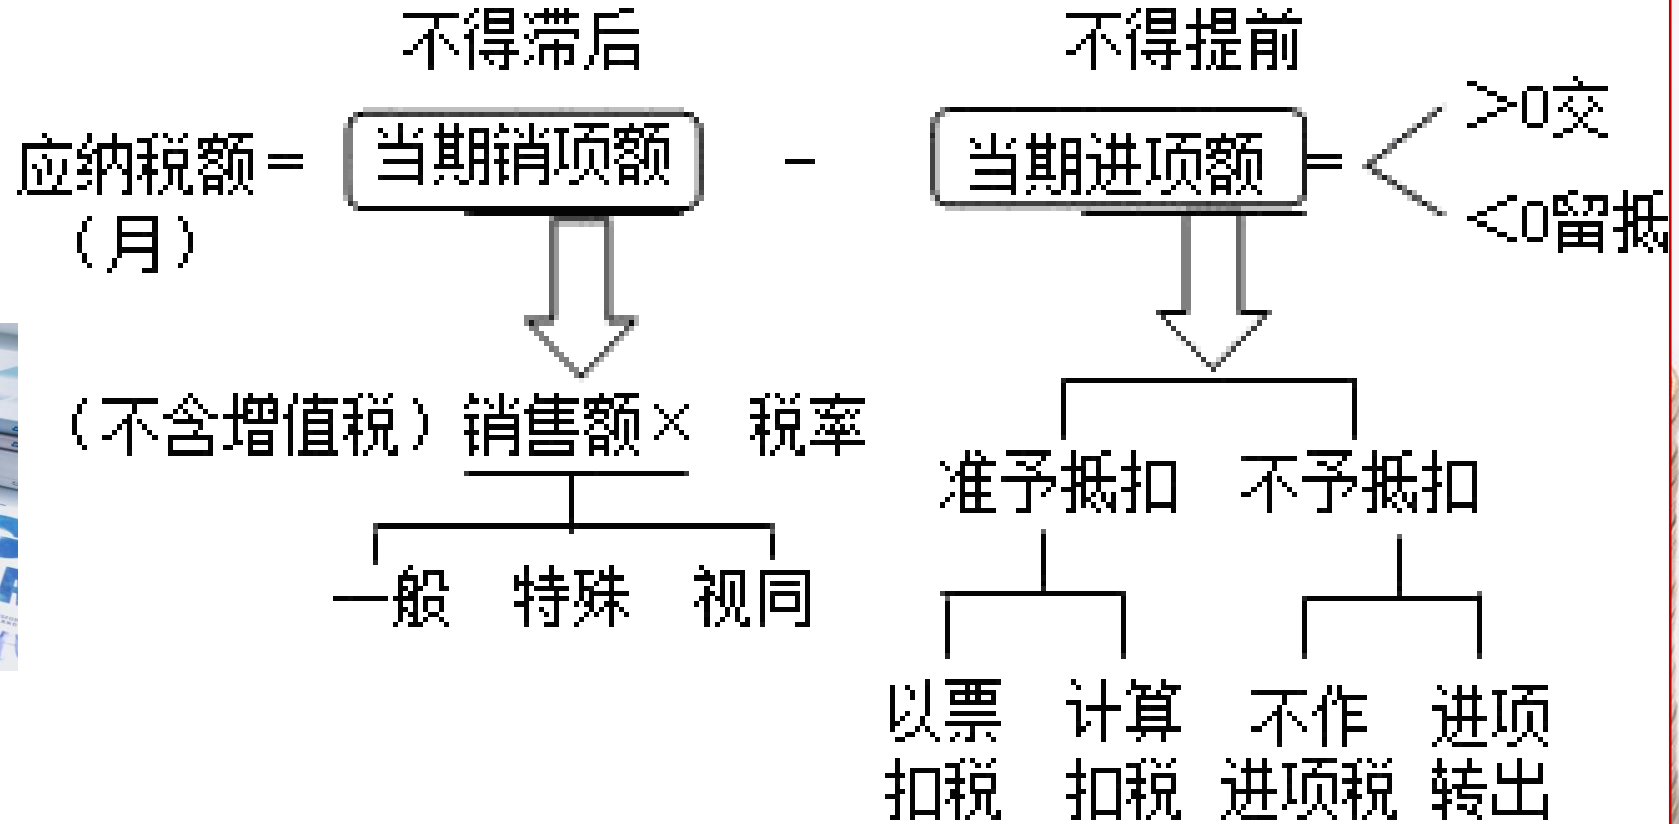 不得滞后 不得提前
应纳税额= 当期销项额 - 当期进项额 = >0交
<0留抵
（月）
（不含增值税）销售额× 税率
准予抵扣 不予抵扣
一般 特殊 视同
以票 计算 不作 进项
扣税 扣税 进项税 转出